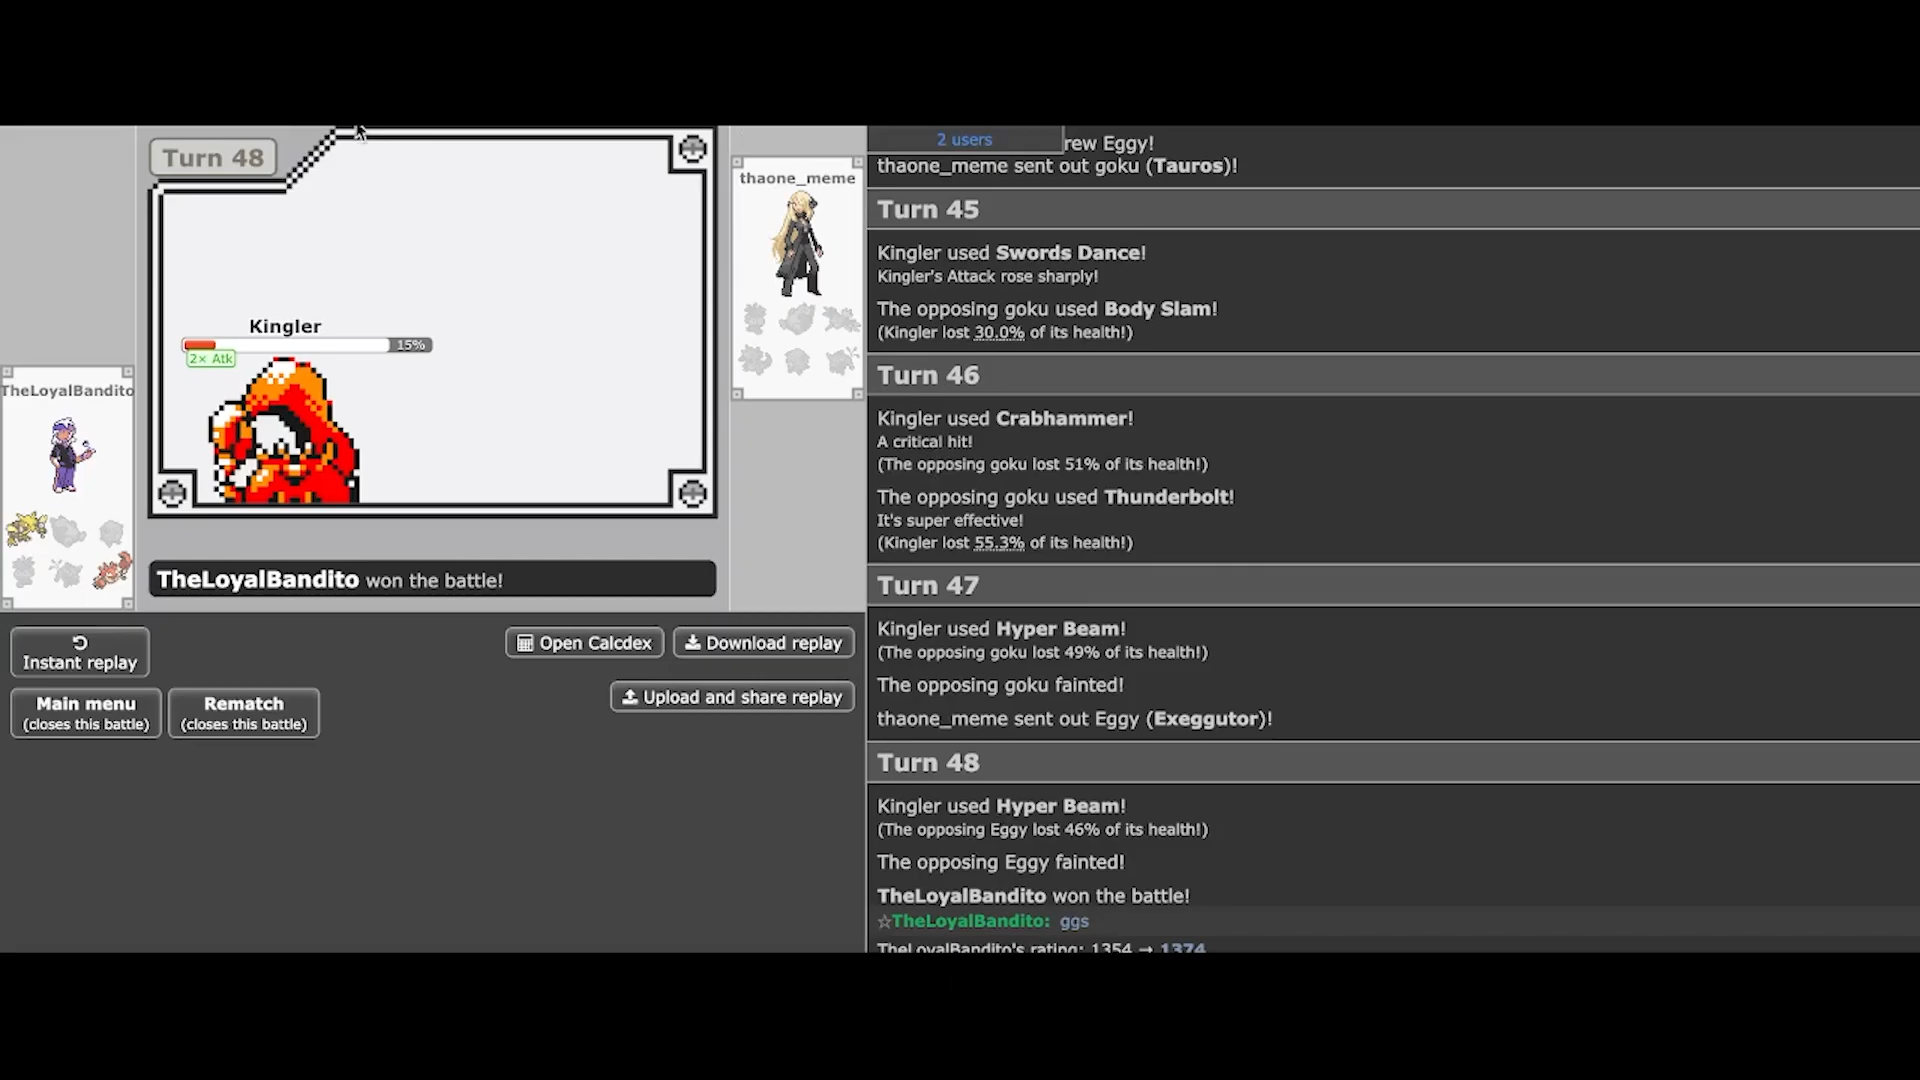 Turn 48
thaone_meme
Kingler
15%
2× Atk
TheLoyalBandito
TheLoyalBandito won the battle!
Instant replay
Open Calcdex
Download replay
Main menu
(closes this battle)
Rematch
(closes this battle)
Upload and share replay
2 users
rew Eggy!
thaone_meme sent out goku (Tauros)!
Turn 45
Kingler used Swords Dance!
Kingler's Attack rose sharply!
The opposing goku used Body Slam!
(Kingler lost 30.0% of its health!)
Turn 46
Kingler used Crabhammer!
A critical hit!
(The opposing goku lost 51% of its health!)
The opposing goku used Thunderbolt!
It's super effective!
(Kingler lost 55.3% of its health!)
Turn 47
Kingler used Hyper Beam!
(The opposing goku lost 49% of its health!)
The opposing goku fainted!
thaone_meme sent out Eggy (Exeggutor)!
Turn 48
Kingler used Hyper Beam!
(The opposing Eggy lost 46% of its health!)
The opposing Eggy fainted!
TheLoyalBandito won the battle!
☆TheLoyalBandito: ggs
TheLoyalBandito's rating: 1354 → 1374